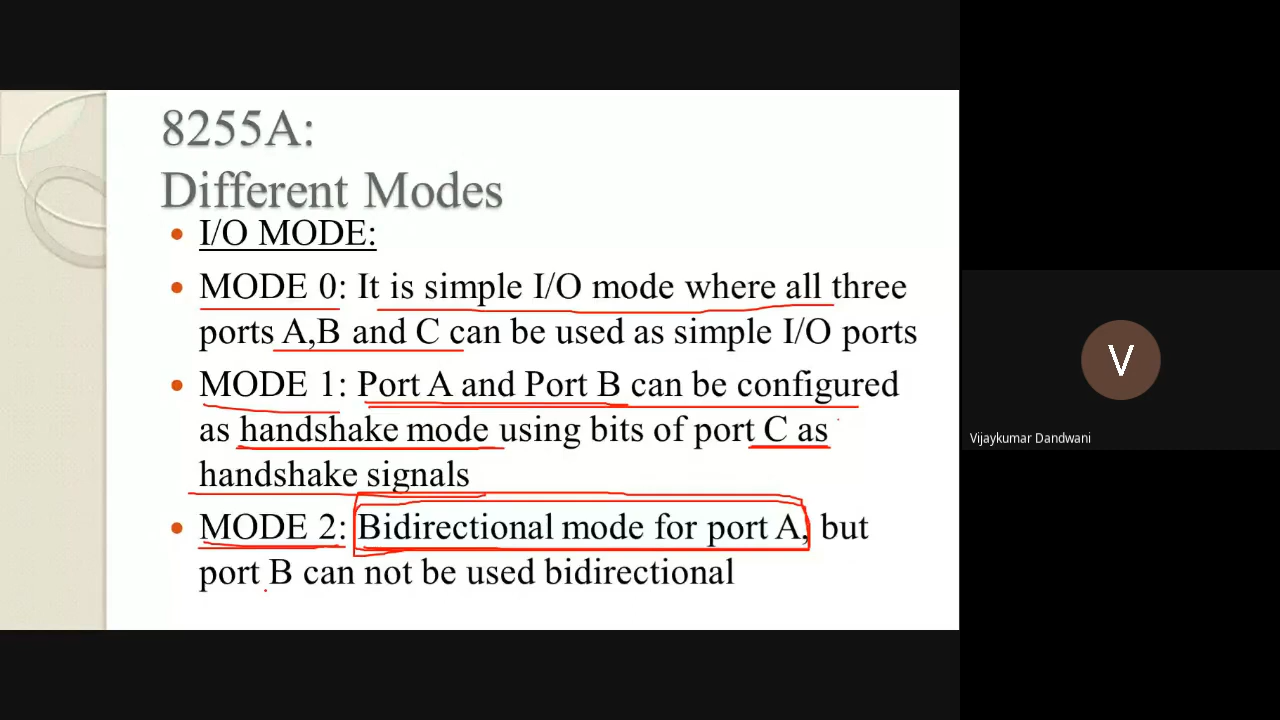 8255A:
Different Modes
• I/O MODE:
• MODE 0: It is simple I/O mode where all three
ports A,B and C can be used as simple I/O ports
• MODE 1: Port A and Port B can be configured
as handshake mode using bits of port C as
handshake signals
• MODE 2: Bidirectional mode for port A, but
port B can not be used bidirectional
V
Vijaykumar Dandwani